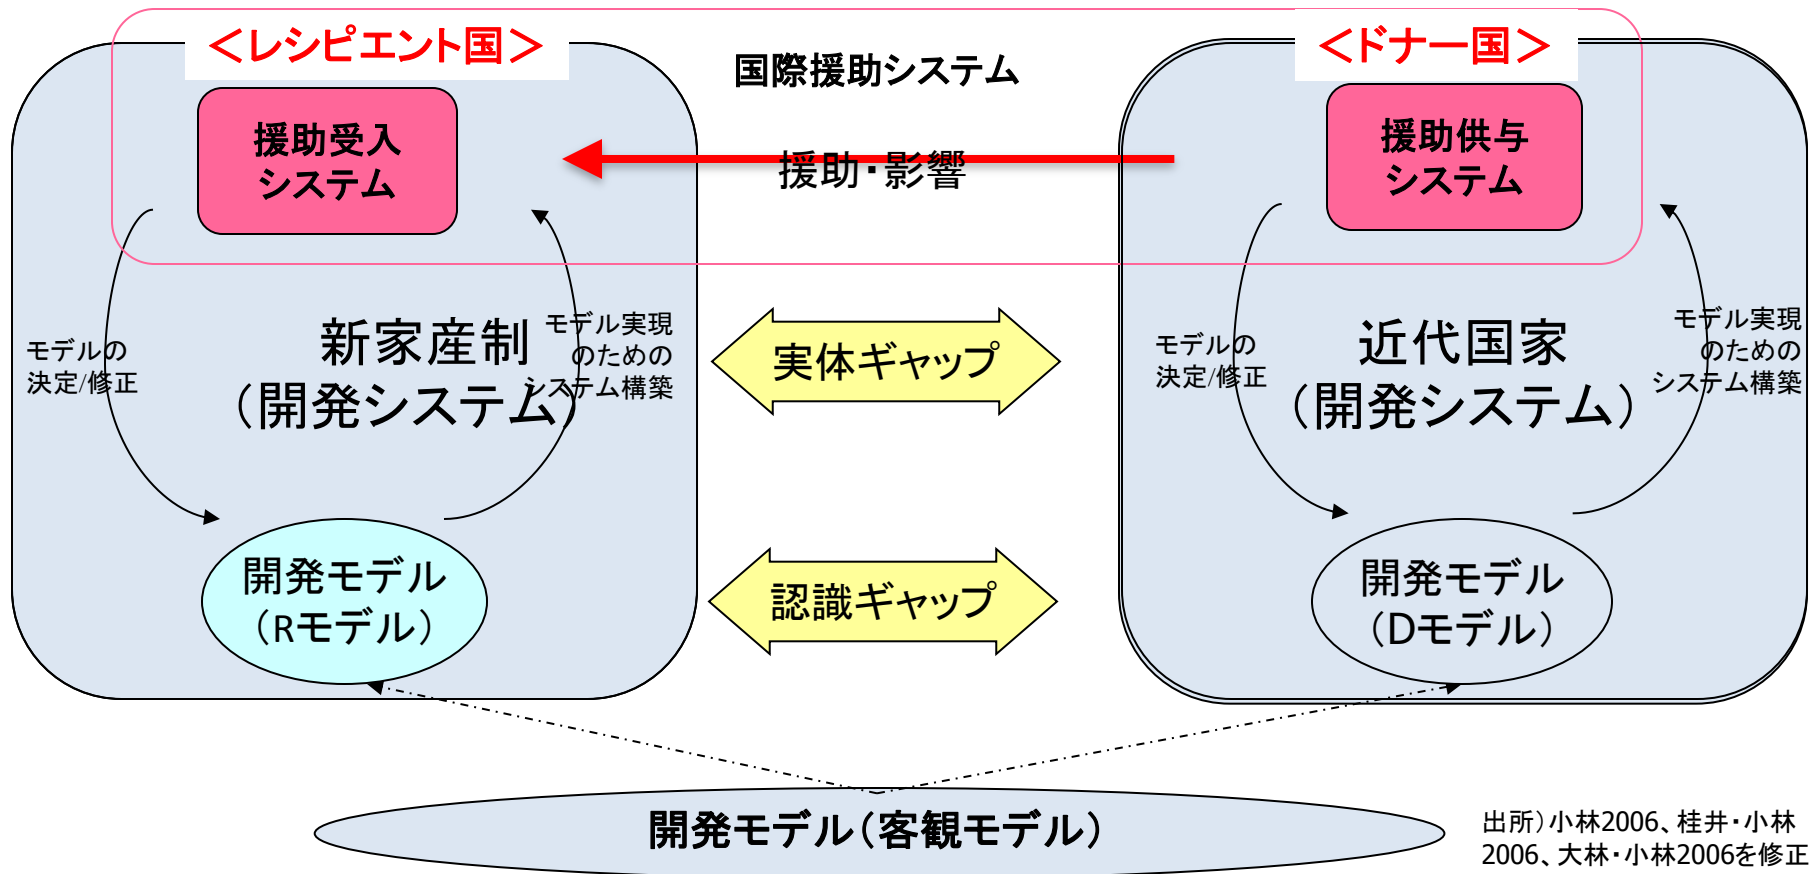 ＜レシピエント国＞
＜ドナー国＞
国際援助システム
援助受入
システム
援助・影響
援助供与
システム
モデルの
決定/修正
新家産制
（開発システム）
モデル実現
のための
システム構築
実体ギャップ
モデルの
決定/修正
近代国家
（開発システム）
モデル実現
のための
システム構築
開発モデル
（Rモデル）
認識ギャップ
開発モデル
（Dモデル）
開発モデル（客観モデル）
出所）小林2006、桂井・小林
2006、大林・小林2006を修正